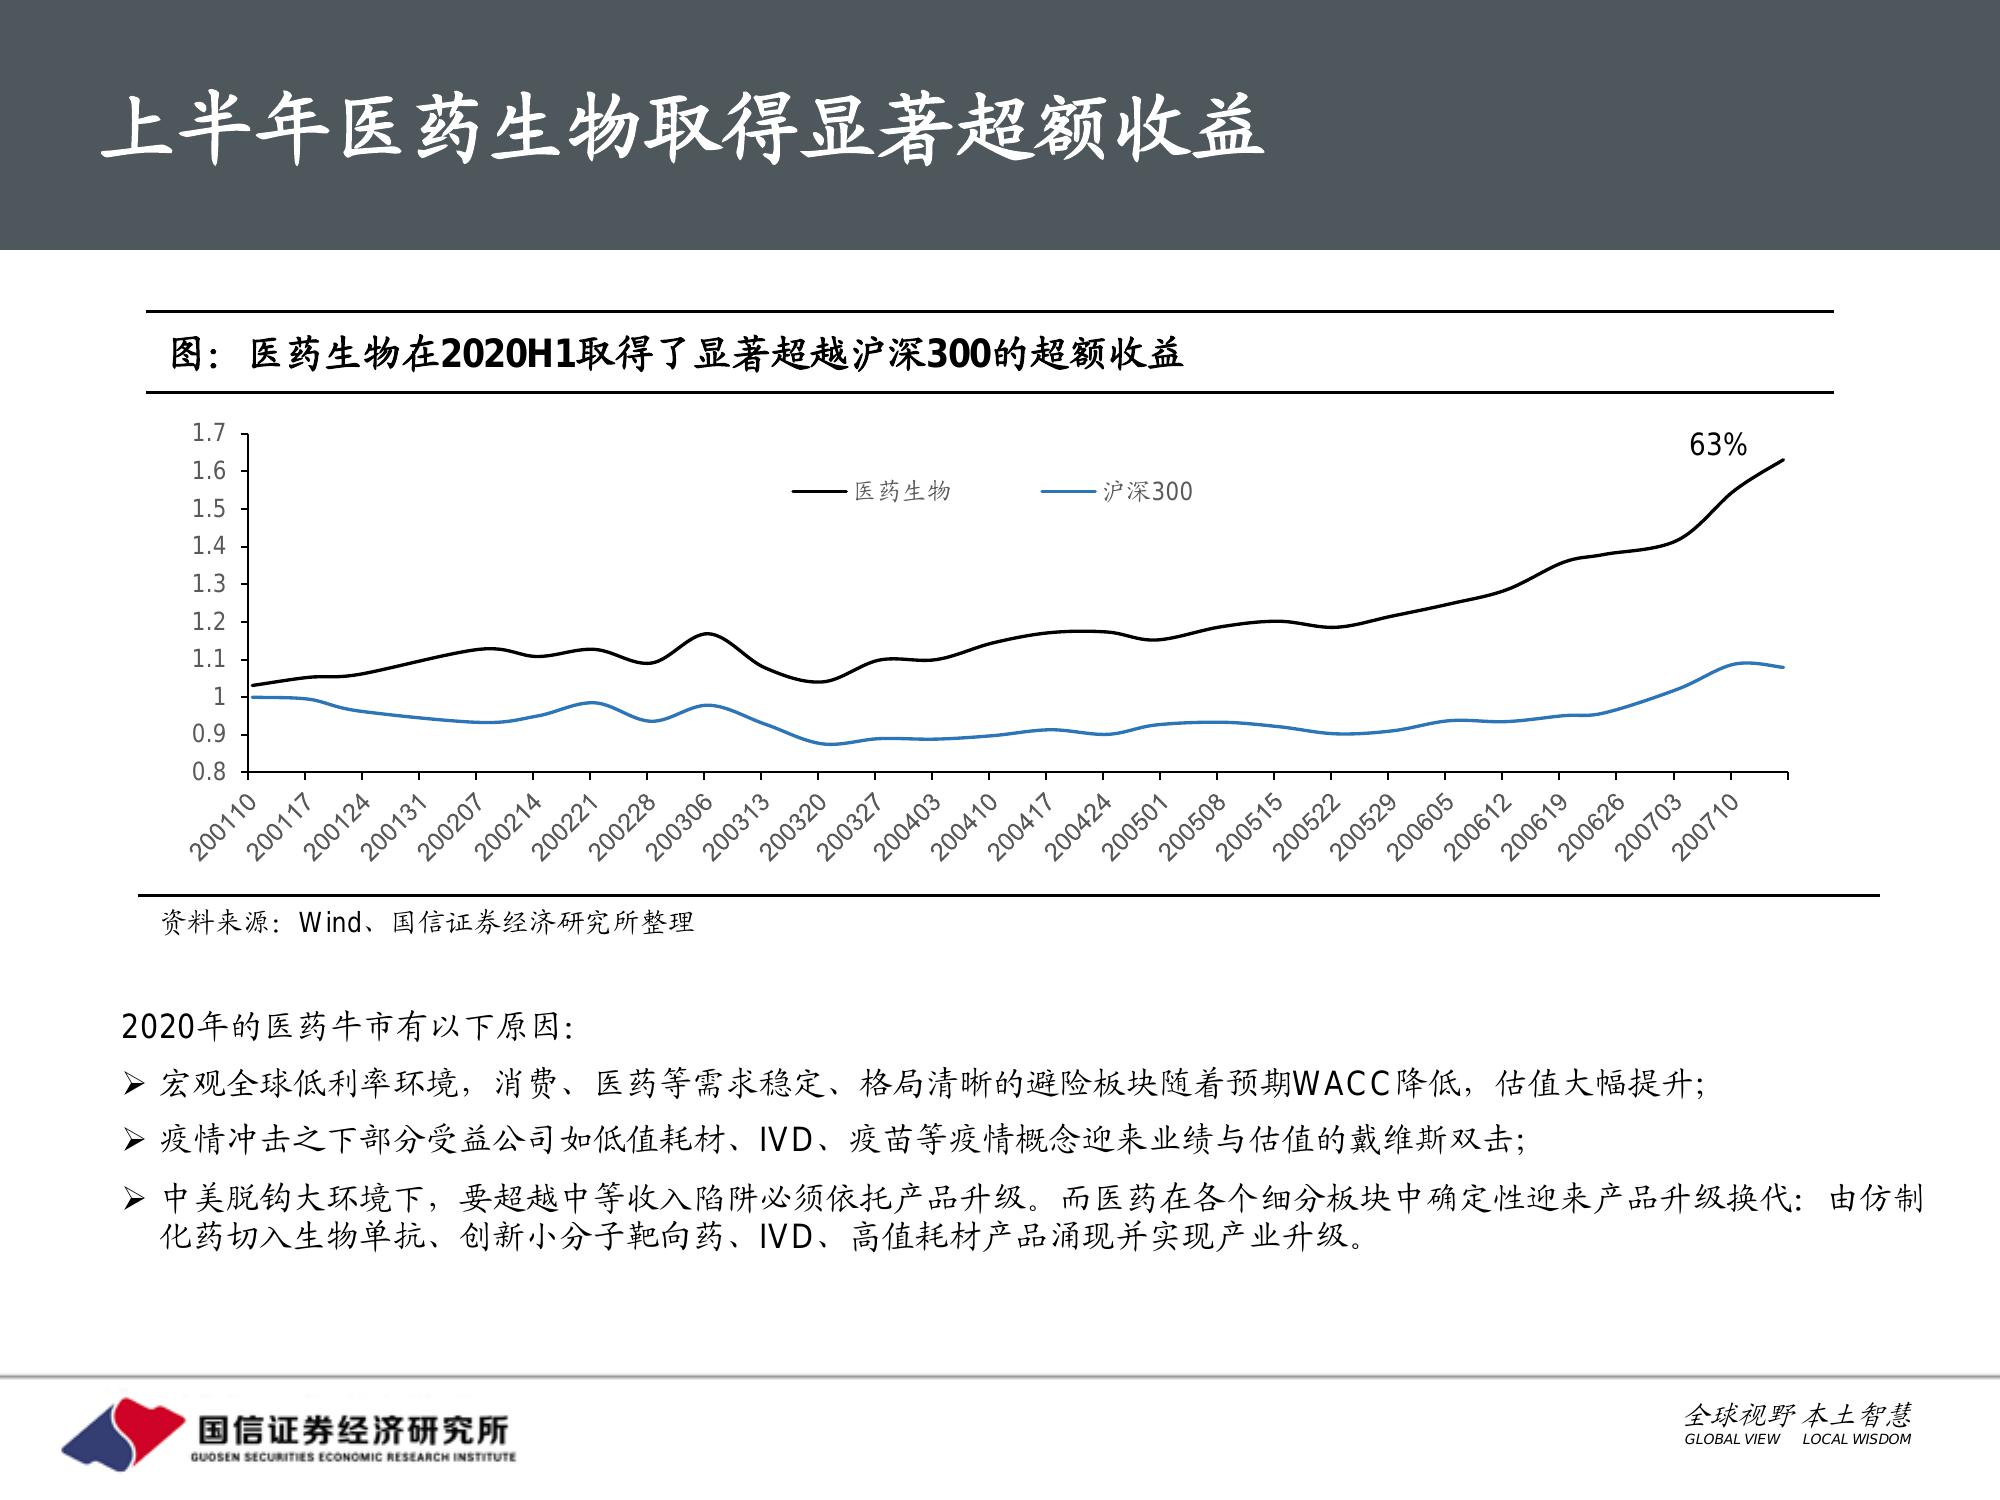 上半年医药生物取得显著超额收益
图： 医药生物在2020H1取得了显著超越沪深300的超额收益
1.7
1.6
1.5
1.4
1.3
1.2
1.1
1
0.9
0.8
63%
医药生物 沪深300
200110 200117 200124 200131 200207 200214 200221 200228 200306 200313 200320 200327 200403 200410 200417 200424 200501 200508 200515 200522 200529 200605 200612 200619 200626 200703 200710
资料来源：Wind、国信证券经济研究所整理
2020年的医药牛市有以下原因：
➢ 宏观全球低利率环境，消费、医药等需求稳定、格局清晰的避险板块随着预期WACC降低，估值大幅提升；
➢ 疫情冲击之下部分受益公司如低值耗材、IVD、疫苗等疫情概念迎来业绩与估值的戴维斯双击；
➢ 中美脱钩大环境下，要超越中等收入陷阱必须依托产品升级。而医药在各个细分板块中确定性迎来产品升级换代：由仿制
化药切入生物单抗、创新小分子靶向药、IVD、高值耗材产品涌现并实现产业升级。
国信证券经济研究所
GUOSEN SECURITIES ECONOMIC RESEARCH INSTITUTE
全球视野 本土智慧
GLOBAL VIEW LOCAL WISDOM